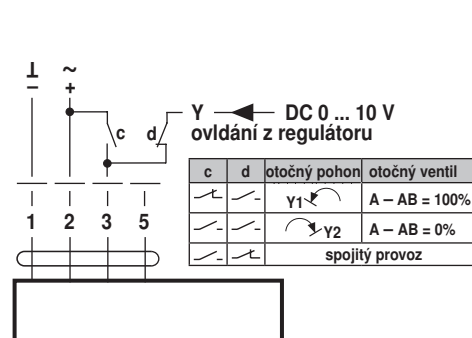 ⊥ ~
− +
Y DC 0 ... 10 V
c d
ovldání z regulátoru
c d otočný pohon otočný ventil
Y1 A – AB = 100%
Y2 A – AB = 0%
spojitý provoz
1 2 3 5